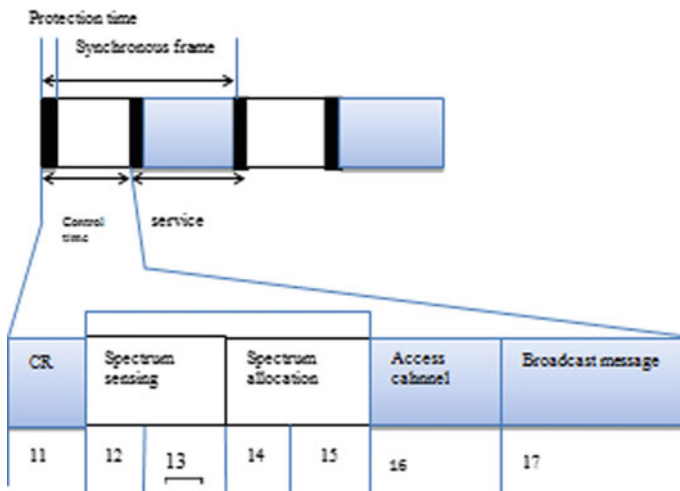 Protection time
Synchronous frame
Control
time
service
CR
Spectrum
sensing
Spectrum
allocation
Access
cahnnel
Broadcast message
11
12
13
14
15
16
17